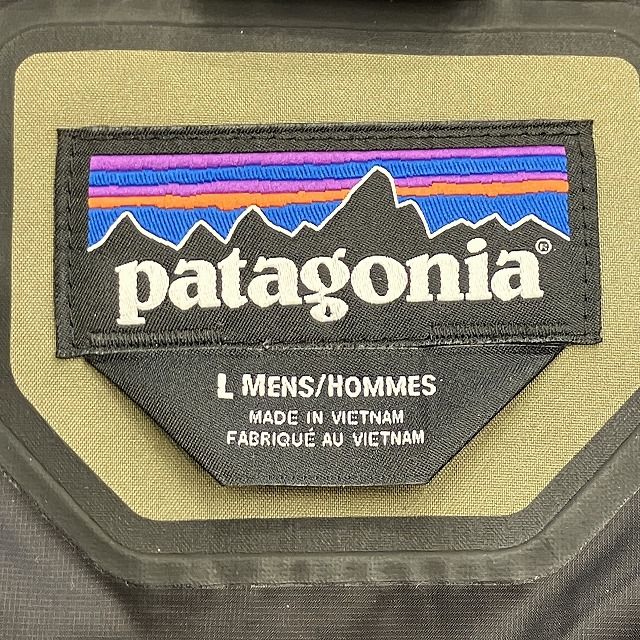 patagonia®
L MENS/HOMMES
MADE IN VIETNAM
FABRIQUÉ AU VIETNAM